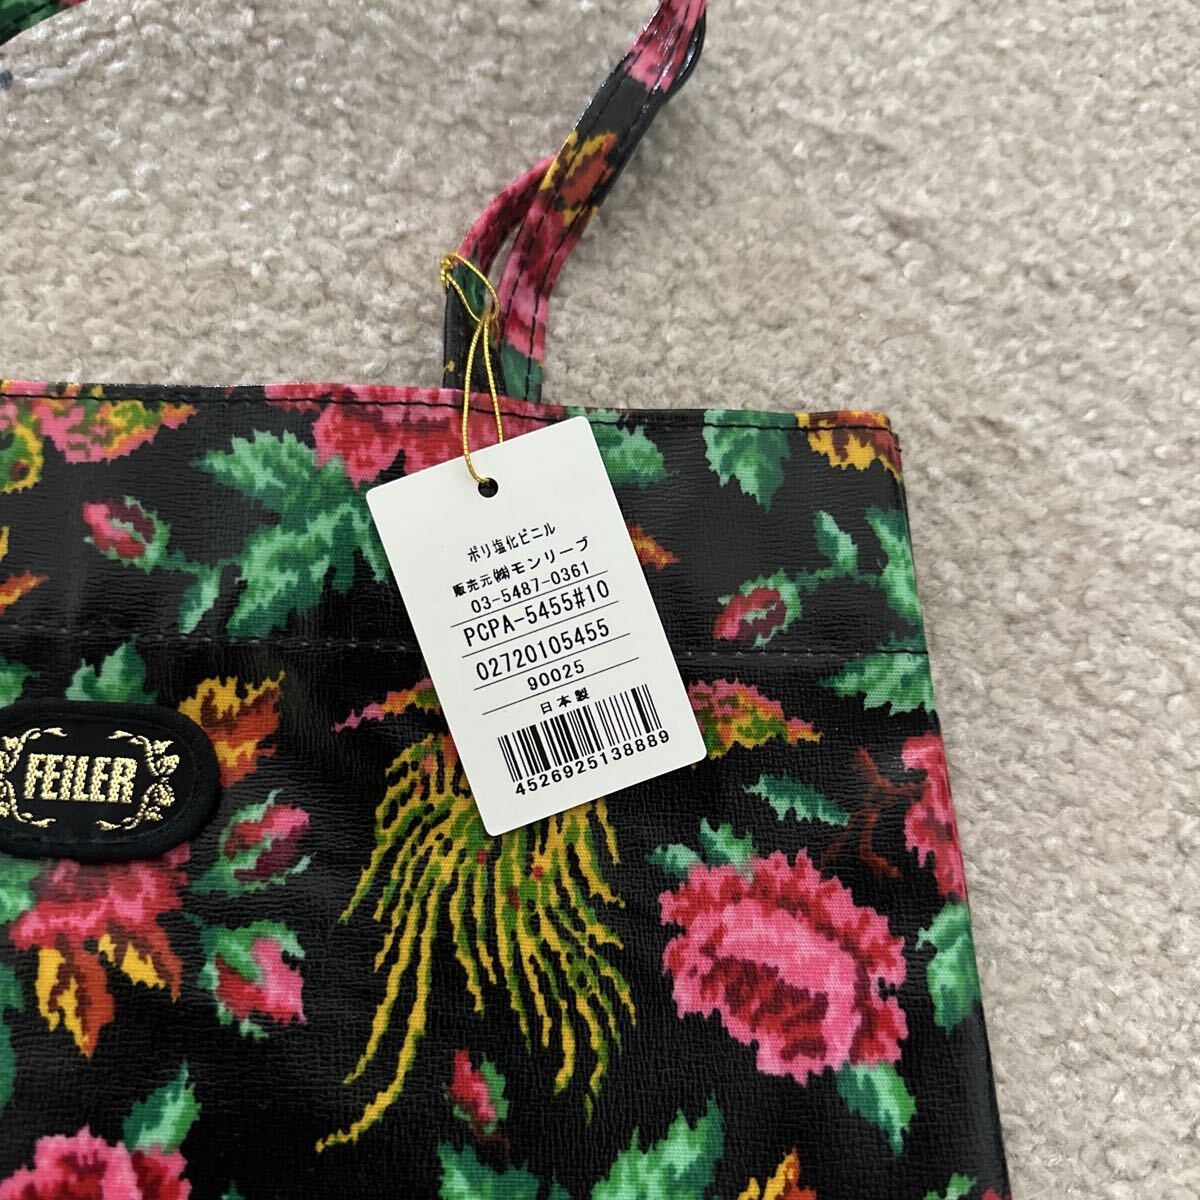 ポリ塩化ビニル
販売元㈱モンリーブ
03-5487-0361
PCPA-5455#10
02720105455
90025
日本製
4526925138889
FEILER